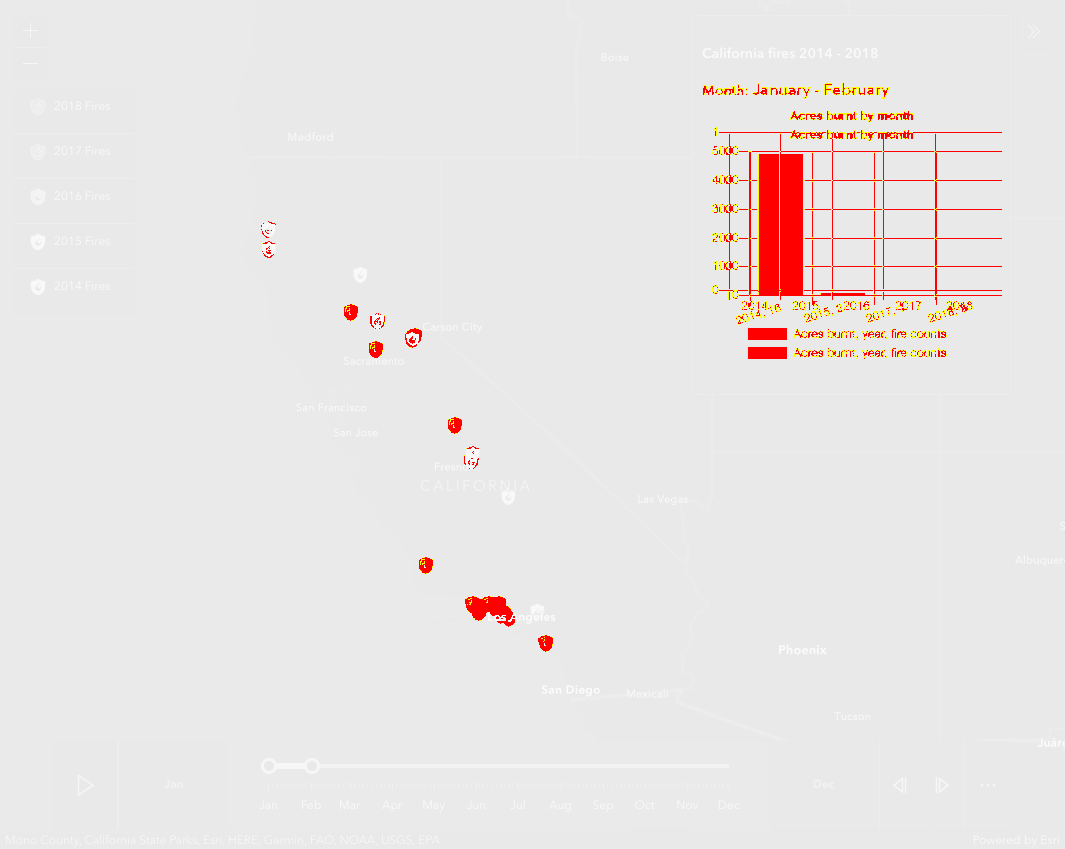 Boise
California fires 2014 - 2018
Month: January - February
Acres burnt by month
Acres burnt by month
2018 Fires
2017 Fires
2016 Fires
2015 Fires
2014 Fires
Medford
1
5000
4000
3000
2000
1000
0
2014 2015 2016 2017 2018
Acres burnt, year, fire counts
Acres burnt, year, fire counts
Carson City
Sacramento
San Francisco
San Jose
Fresno
CALIFORNIA
Las Vegas
Albuquer
Los Angeles
Phoenix
San Diego
Mexicali
Tucson
Juáre
Jan
Dec
Jan Feb Mar Apr May Jun Jul Aug Sep Oct Nov Dec
Mono County, California State Parks, Esri, HERE, Garmin, FAO, NOAA, USGS, EPA
Powered by Esri